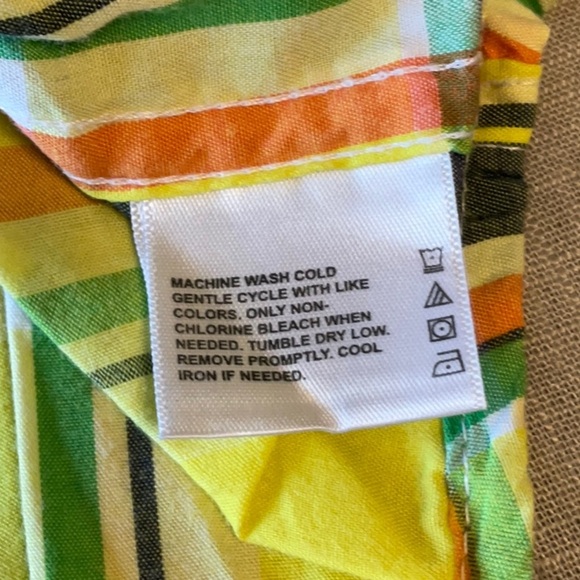 MACHINE WASH COLD
GENTLE CYCLE WITH LIKE
COLORS. ONLY NON-
CHLORINE BLEACH WHEN
NEEDED. TUMBLE DRY LOW.
REMOVE PROMPTLY. COOL
IRON IF NEEDED.